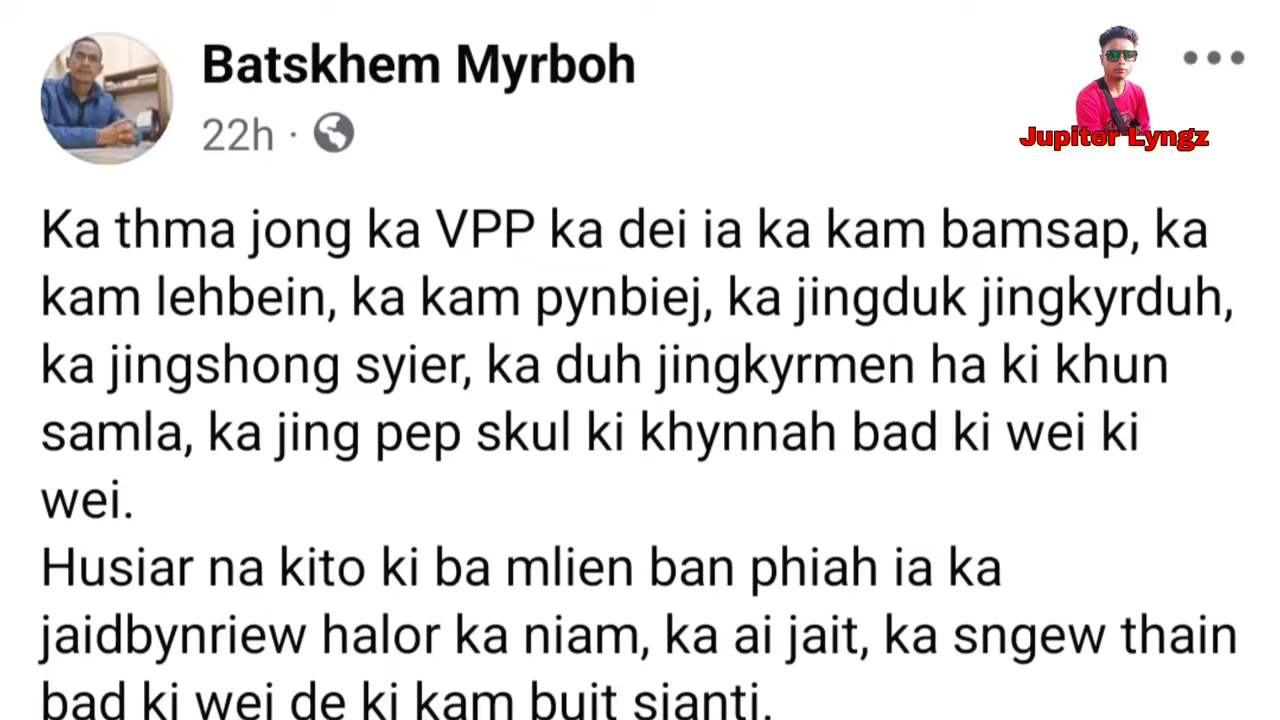 Batskhem Myrboh
22h ·
Jupiter Lyngz
Ka thma jong ka VPP ka dei ia ka kam bamsap, ka
kam lehbein, ka kam pynbiej, ka jingduk jingkyrduh,
ka jingshong syier, ka duh jingkyrmen ha ki khun
samla, ka jing pep skul ki khynnah bad ki wei ki
wei.
Husiar na kito ki ba mlien ban phiah ia ka
jaidbynriew halor ka niam, ka ai jait, ka sngew thain
bad ki wei de ki kam buit sianti.